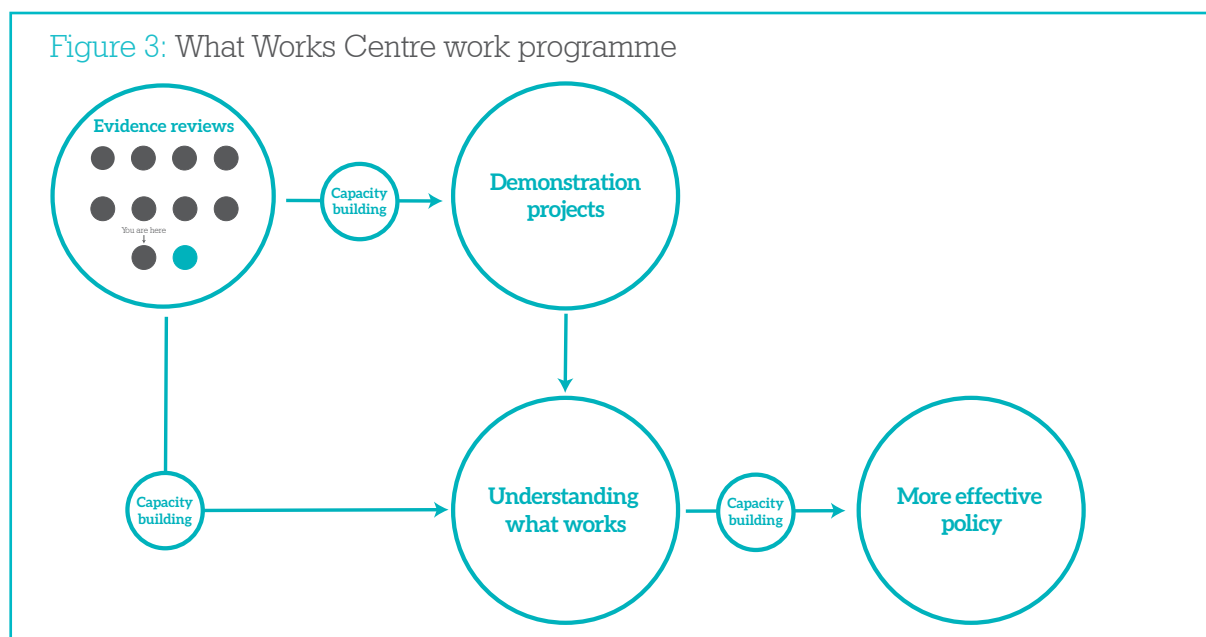 Figure 3: What Works Centre work programme
Evidence reviews
You are here
Capacity
building
Demonstration
projects
Capacity
building
Understanding
what works
Capacity
building
More effective
policy